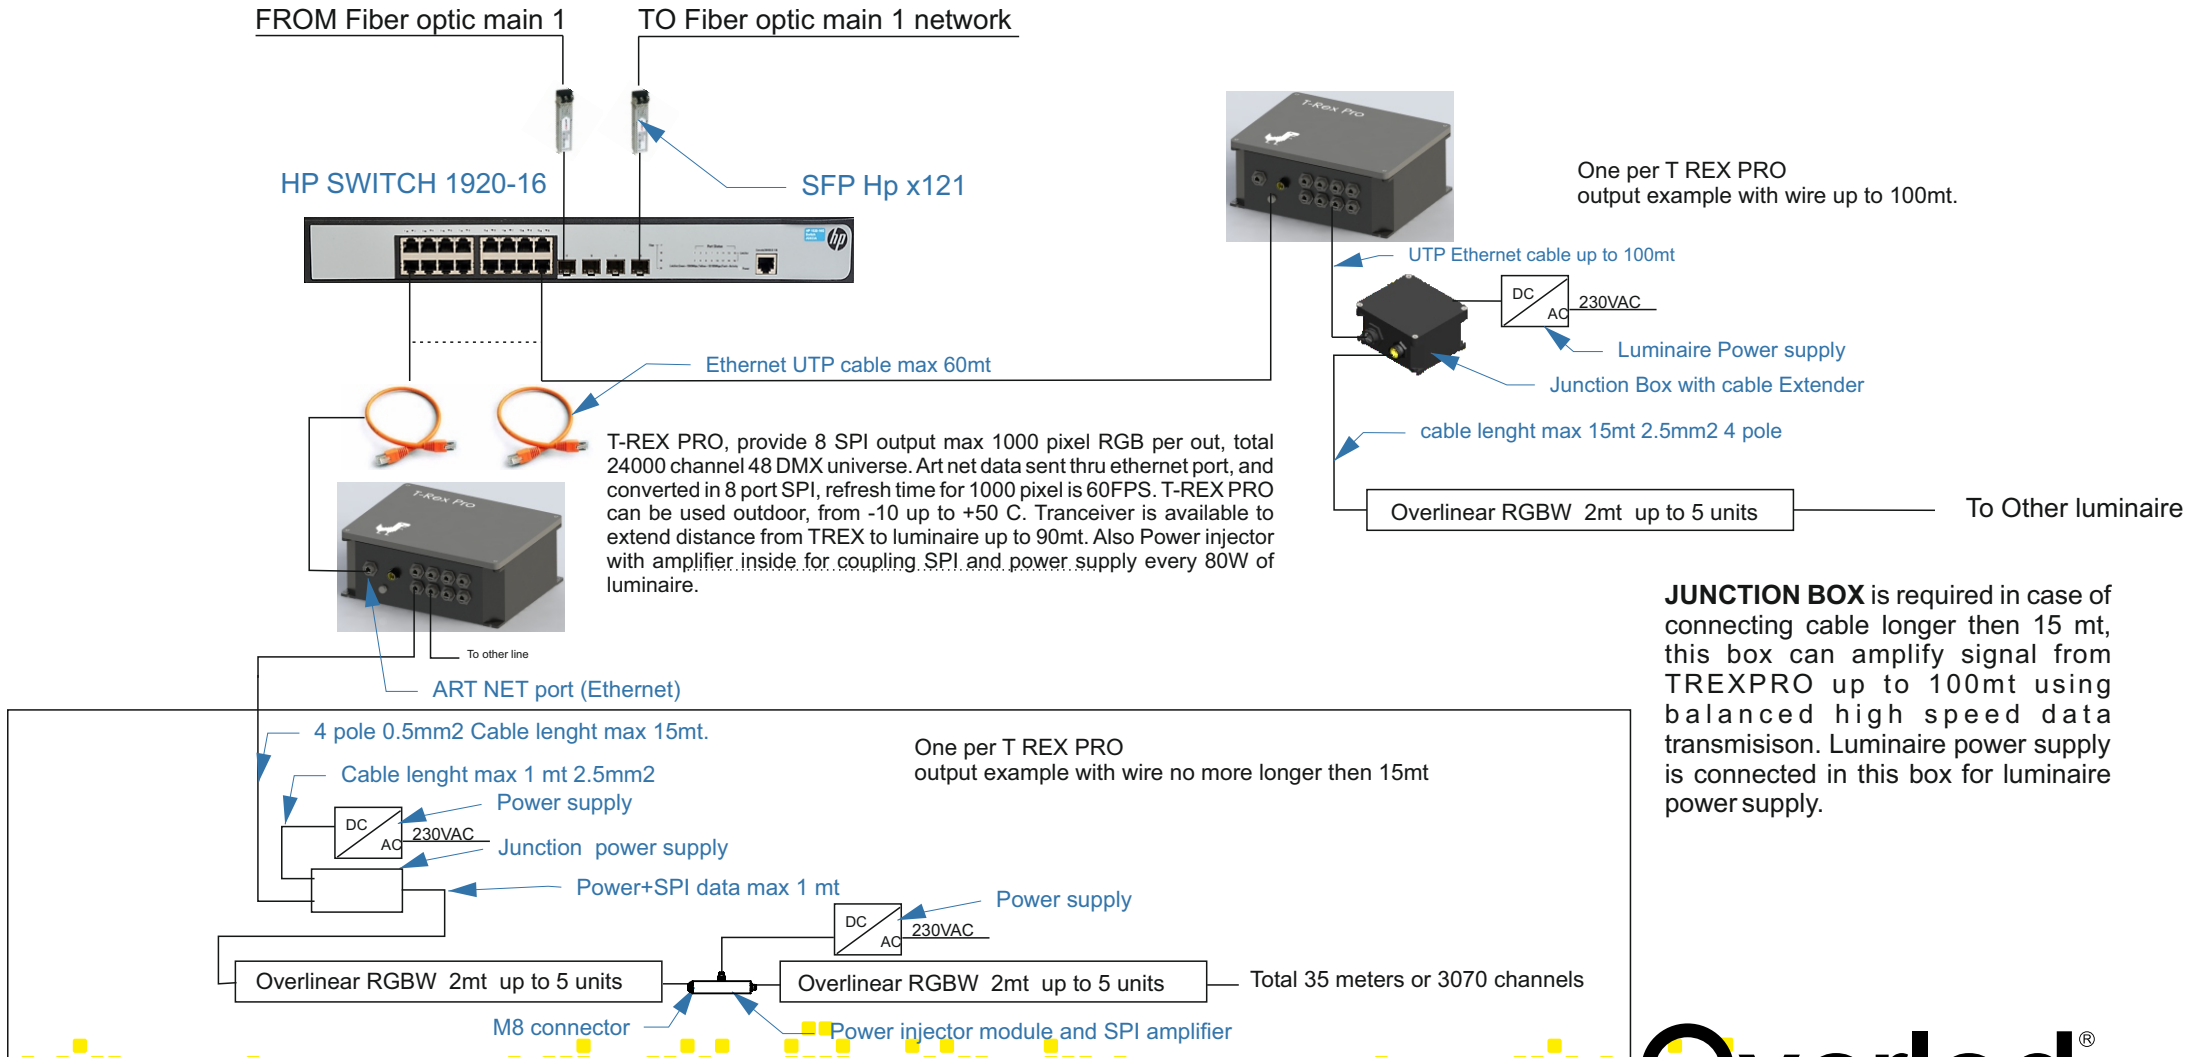 FROM Fiber optic main 1
TO Fiber optic main 1 network
HP SWITCH 1920-16
SFP Hp x121
hp
T-Rex Pro
One per T REX PRO
output example with wire up to 100mt.
UTP Ethernet cable up to 100mt
DC
AC
230VAC
Luminaire Power supply
Junction Box with cable Extender
cable lenght max 15mt 2.5mm2 4 pole
Overlinear RGBW 2mt up to 5 units
To Other luminaire
Ethernet UTP cable max 60mt
T-REX PRO, provide 8 SPI output max 1000 pixel RGB per out, total
24000 channel 48 DMX universe. Art net data sent thru ethernet port, and
converted in 8 port SPI, refresh time for 1000 pixel is 60FPS. T-REX PRO
can be used outdoor, from -10 up to +50 C. Tranceiver is available to
extend distance from TREX to luminaire up to 90mt. Also Power injector
with amplifier inside for coupling SPI and power supply every 80W of
luminaire.
T-Rex Pro
To other line
ART NET port (Ethernet)
JUNCTION BOX is required in case of
connecting cable longer then 15 mt,
this box can amplify signal from
TREXPRO up to 100mt using
balanced high speed data
transmisison. Luminaire power supply
is connected in this box for luminaire
power supply.
4 pole 0.5mm2 Cable lenght max 15mt.
One per T REX PRO
output example with wire no more longer then 15mt
Cable lenght max 1 mt 2.5mm2
Power supply
DC
AC
230VAC
Junction power supply
Power+SPI data max 1 mt
Power supply
DC
AC
230VAC
Overlinear RGBW 2mt up to 5 units
Overlinear RGBW 2mt up to 5 units
Total 35 meters or 3070 channels
M8 connector
Power injector module and SPI amplifier
Overled®